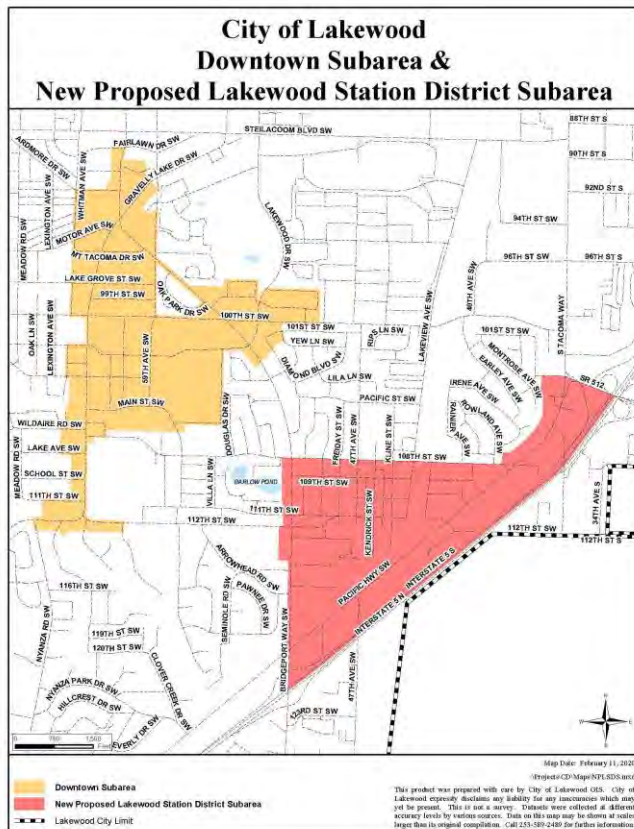 City of Lakewood
Downtown Subarea &
New Proposed Lakewood Station District Subarea
88TH ST S
STEILACOOM BLVD SW
FAIRLAWN DR SW
ARDMORE DR SW
90TH ST S
WHITMAN AVE SW
GRAVELLY LAKE DR SW
LEXINGTON AVE SW
92ND ST S
MEADOW RD SW
MOTOR AVE SW
LAKEWOOD DR SW
94TH ST SW
MT TACOMA DR SW
96TH ST SW
96TH ST S
40TH AVE SW
LAKE GROVE ST SW
99TH ST SW
OAK PARK DR SW
LAKEVIEW AVE SW
S TACOMA WAY
100TH ST SW
101ST ST SW
RIPS LN SW
101ST ST SW
OAK LN SW
LEXINGTON AVE SW
59TH AVE SW
YEW LN SW
MONTROSE AVE SW
EARLEY AVE SW
DIAMOND BLVD SW
LILA LN SW
IRENE AVE SW
SR 512
MAIN ST SW
PACIFIC ST SW
ROWLAND AVE SW
RAINIER AVE SW
WILDAIRE RD SW
DOUGLAS DR SW
FREIDAY ST SW
47TH AVE SW
KLINE ST SW
LAKE AVE SW
108TH ST SW
MEADOW RD SW
SCHOOL ST SW
VILLA LN SW
BARLOW POND
109TH ST SW
34TH AVE S
111TH ST SW
111TH ST SW
KENDRICK ST SW
112TH ST SW
112TH ST SW
112TH ST S
ARROWHEAD RD SW
PACIFIC HWY SW
INTERSTATE 5 S
INTERSTATE 5 N
116TH ST SW
PAWNEE DR SW
SEMINOLE RD SW
NYANZA RD SW
119TH ST SW
120TH ST SW
BRIDGEPORT WAY SW
CLOVER CREEK DR SW
47TH AVE SW
NYANZA PARK DR SW
HILLCREST DR SW
123RD ST SW
BEVERLY DR SW
N
W E
S
0 750 1,500
Feet
Map Date: February 11, 2020
Downtown Subarea
New Proposed Lakewood Station District Subarea
Lakewood City Limit
This product was prepared with care by City of Lakewood GIS. City of
Lakewood expressly disclaims any liability for any inaccuracies which may
yet be present. This is not a survey. Datasets were collected at different
accuracy levels by various sources. Data on this map may be shown at scales
larger than its original compilation. Call 253-589-2489 for further information.